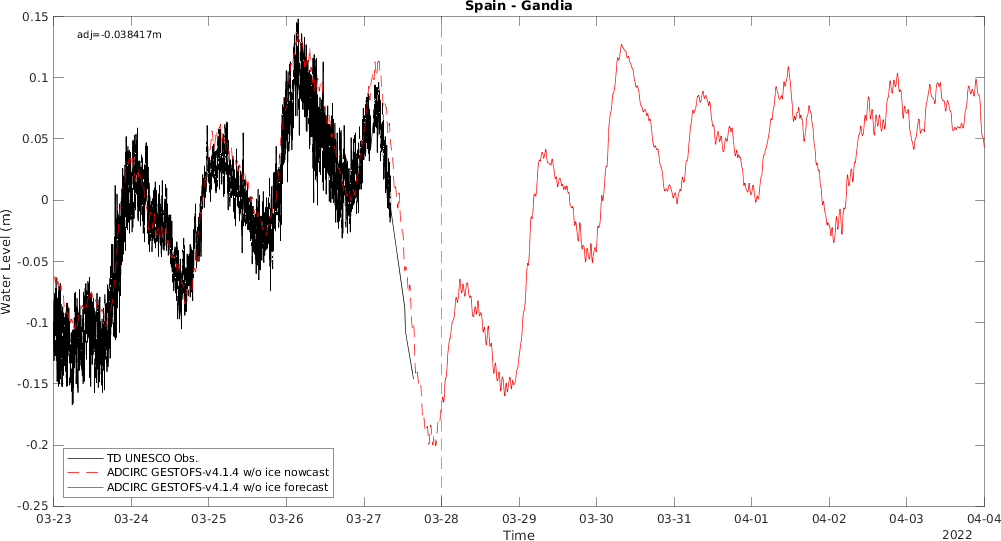 Spain - Gandia
adj=-0.038417m
0.15
0.1
0.05
0
-0.05
-0.1
-0.15
-0.2
-0.25
Water Level (m)
TD UNESCO Obs.
ADCIRC GESTOFS-v4.1.4 w/o ice nowcast
ADCIRC GESTOFS-v4.1.4 w/o ice forecast
03-23 03-24 03-25 03-26 03-27 03-28 03-29 03-30 03-31 04-01 04-02 04-03 04-04
Time
2022